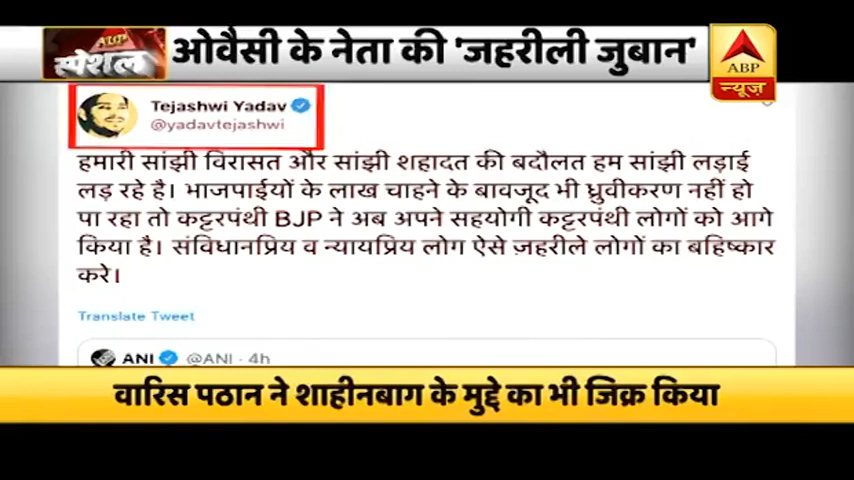 ABP
स्पेशल
ओवैसी के नेता की 'जहरीली जुबान'
ABP
न्यूज़
Tejashwi Yadav
@yadavtejashwi
हमारी सांझी विरासत और सांझी शहादत की बदौलत हम सांझी लड़ाई
लड़ रहे है। भाजपाईयों के लाख चाहने के बावजूद भी ध्रुवीकरण नहीं हो
पा रहा तो कट्टरपंथी BJP ने अब अपने सहयोगी कट्टरपंथी लोगों को आगे
किया है। संविधानप्रिय व न्यायप्रिय लोग ऐसे ज़हरीले लोगों का बहिष्कार
करे।
Translate Tweet
ANI @ANI · 4h
वारिस पठान ने शाहीनबाग के मुद्दे का भी जिक्र किया